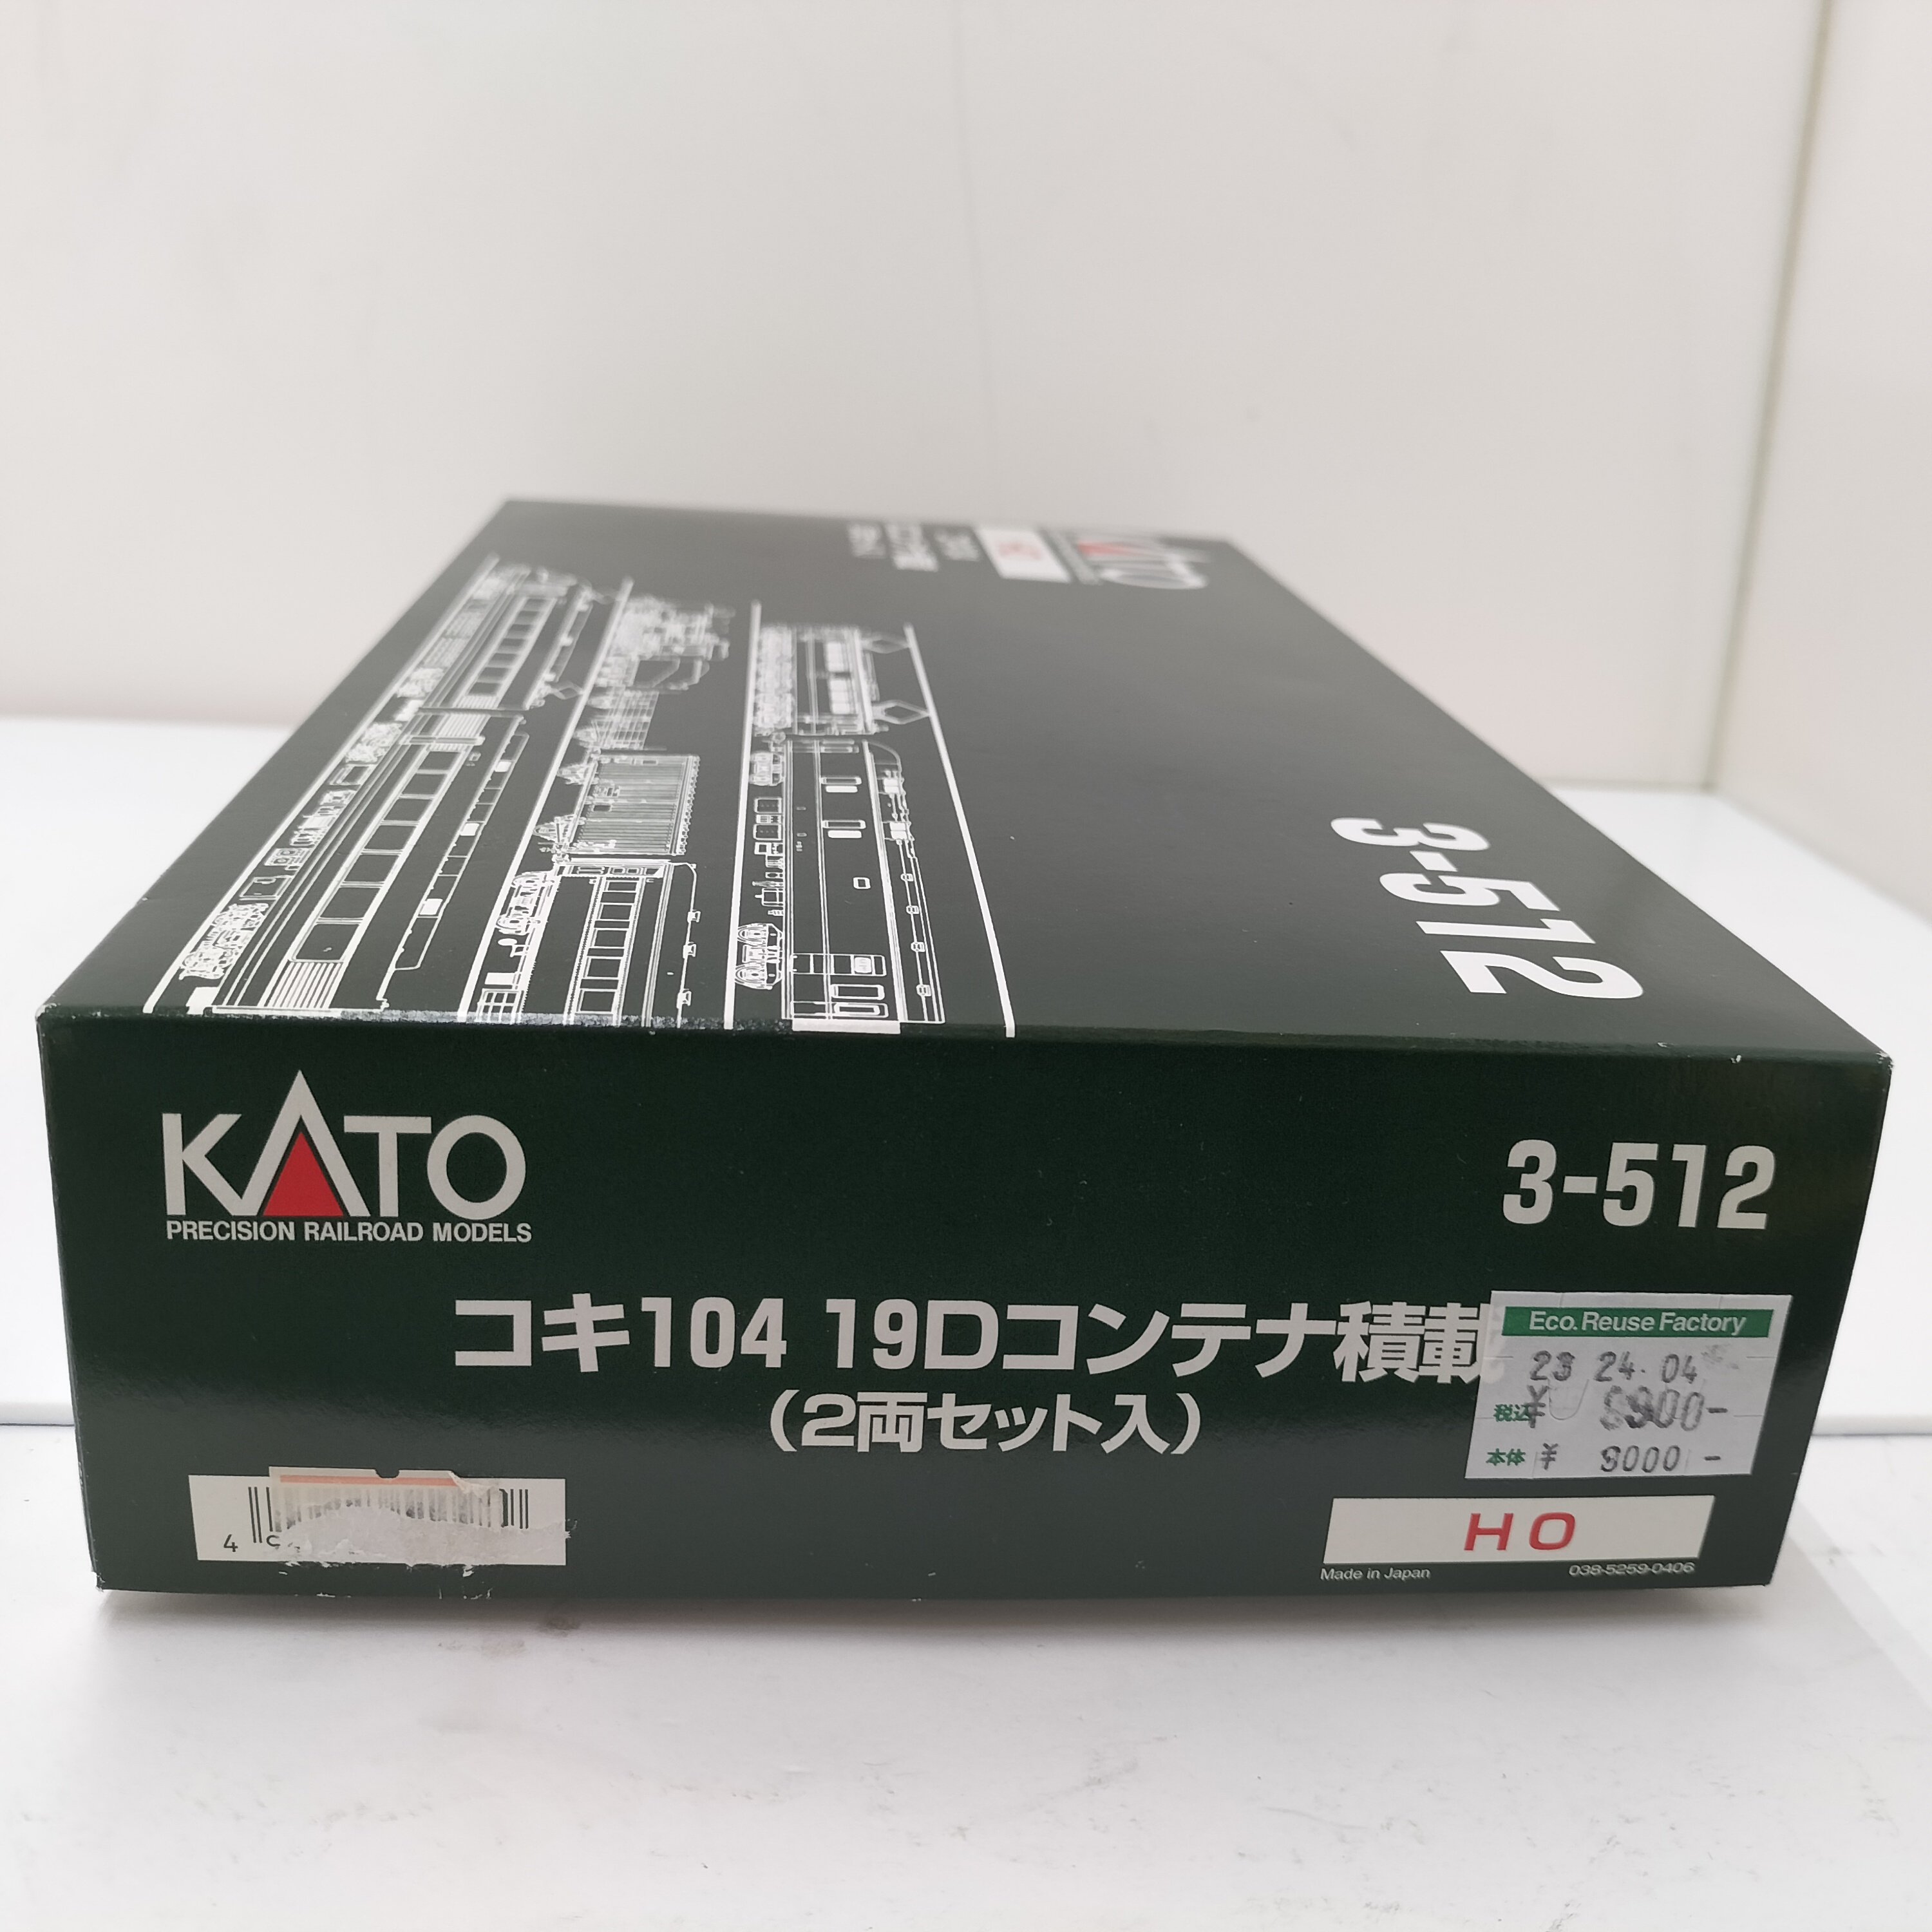 3-512
KATO
PRECISION RAILROAD MODELS
3-512
コキ104 19Dコンテナ積載
(2両セット入)
Eco. Reuse Factory
23 24.04
税込¥
本体 ¥ 8000 -
4
HO
Made in Japan
038-5259-0406